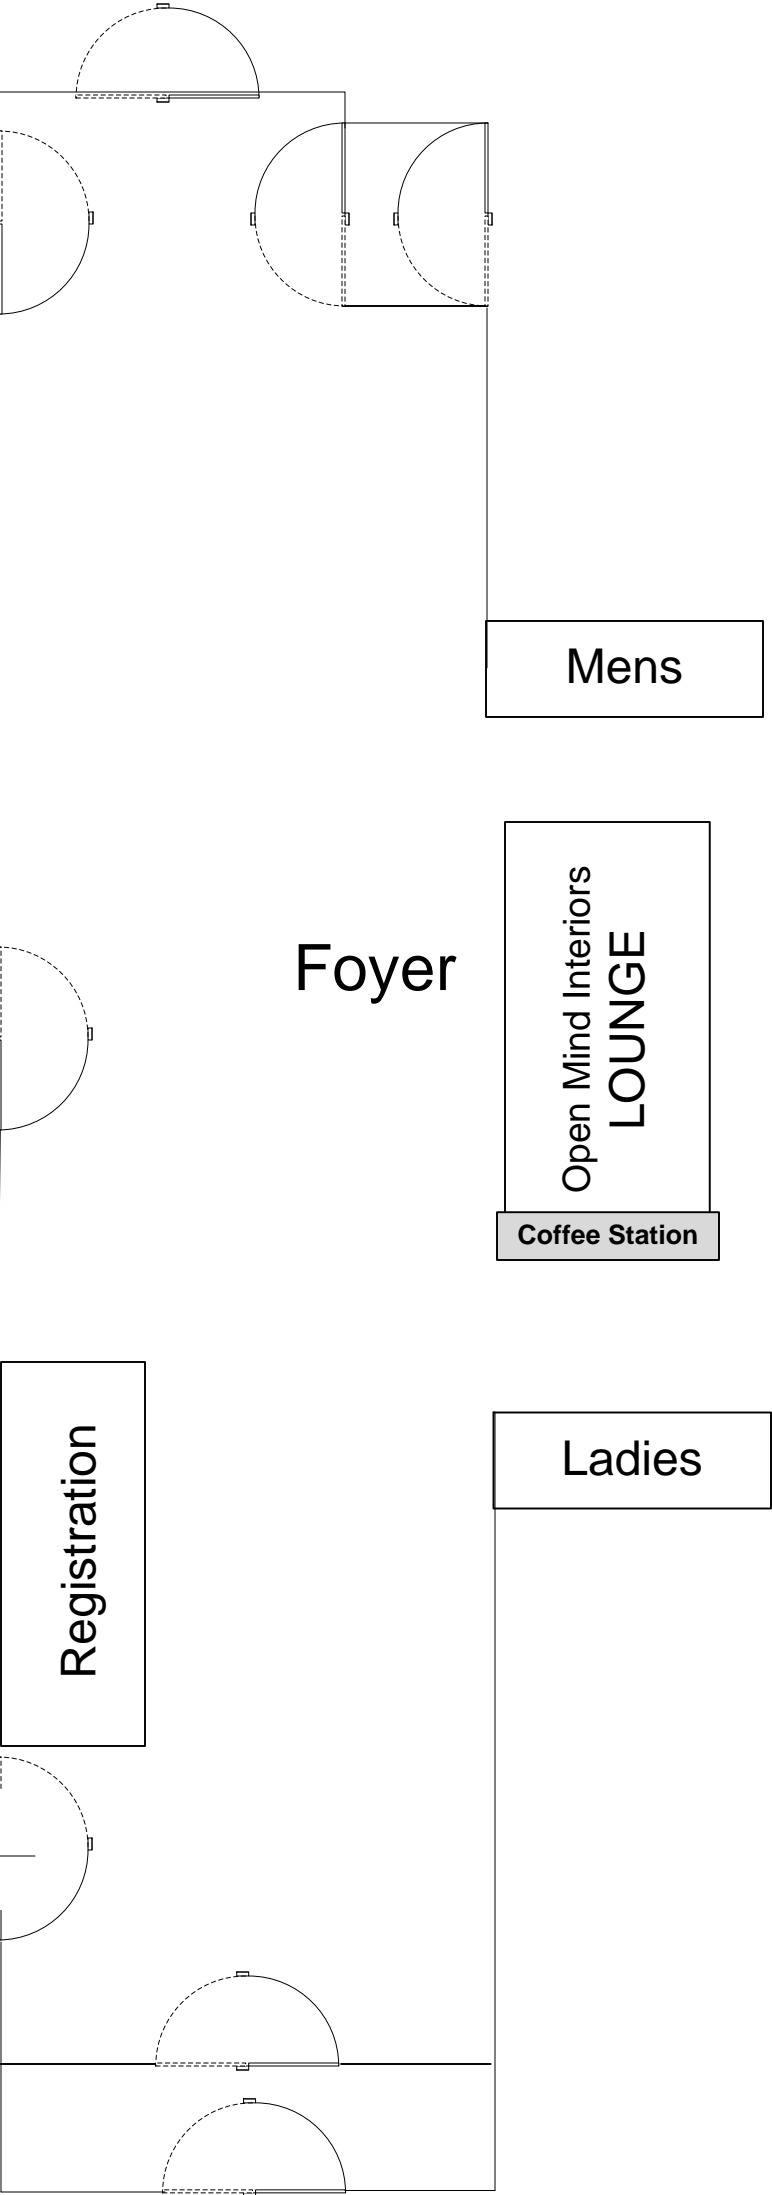 Mens
Foyer
Open Mind Interiors
LOUNGE
Coffee Station
Registration
Ladies